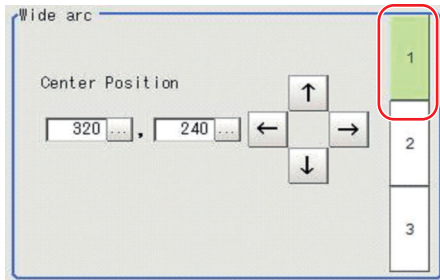 Wide arc
1
Center Position
↑
320 ... , 240 ... ← →
2
↓
3